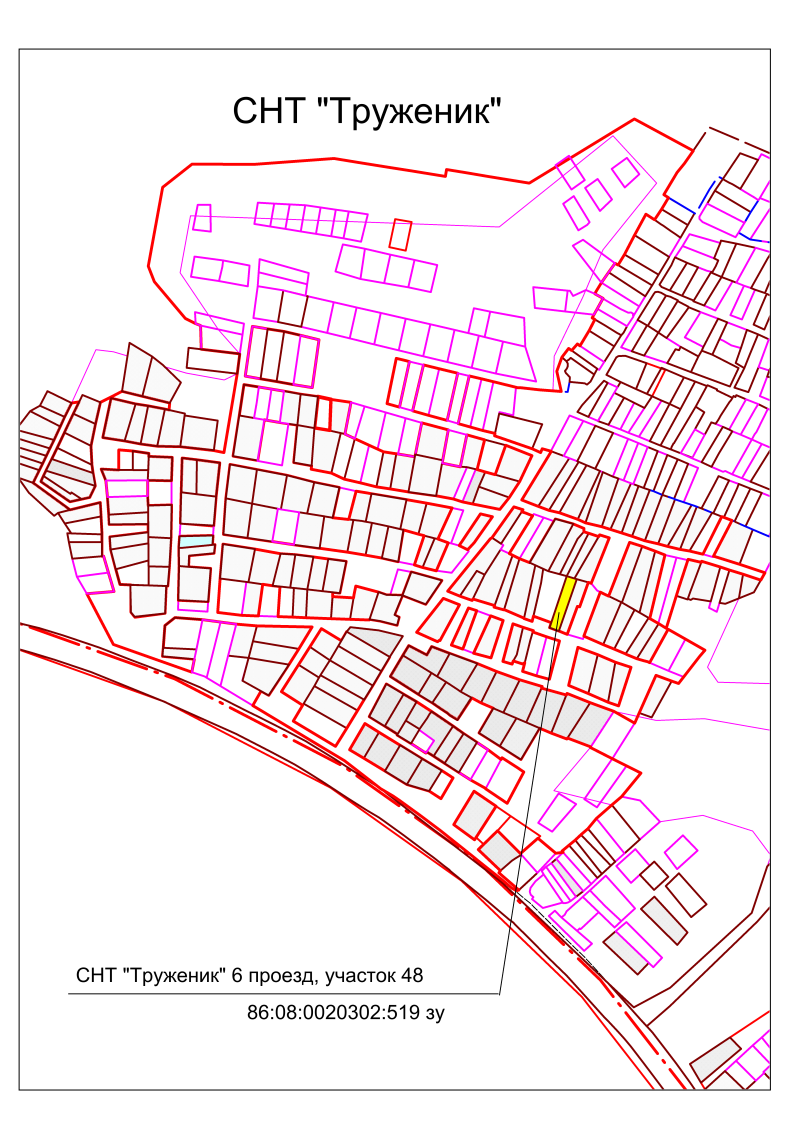 СНТ "Труженик"
СНТ "Труженик" 6 проезд, участок 48
86:08:0020302:519 зу